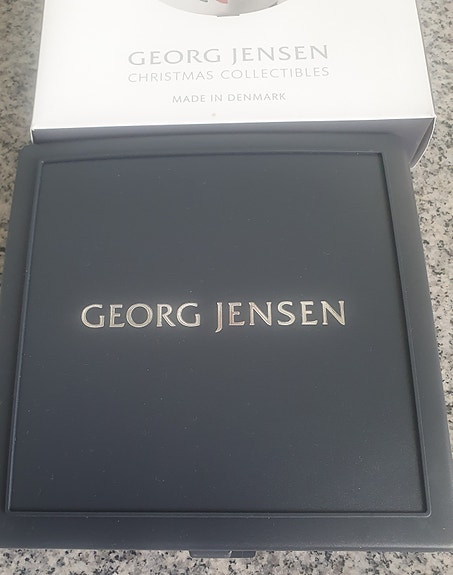 GEORG JENSEN
CHRISTMAS COLLECTIBLES
MADE IN DENMARK
GEORG JENSEN